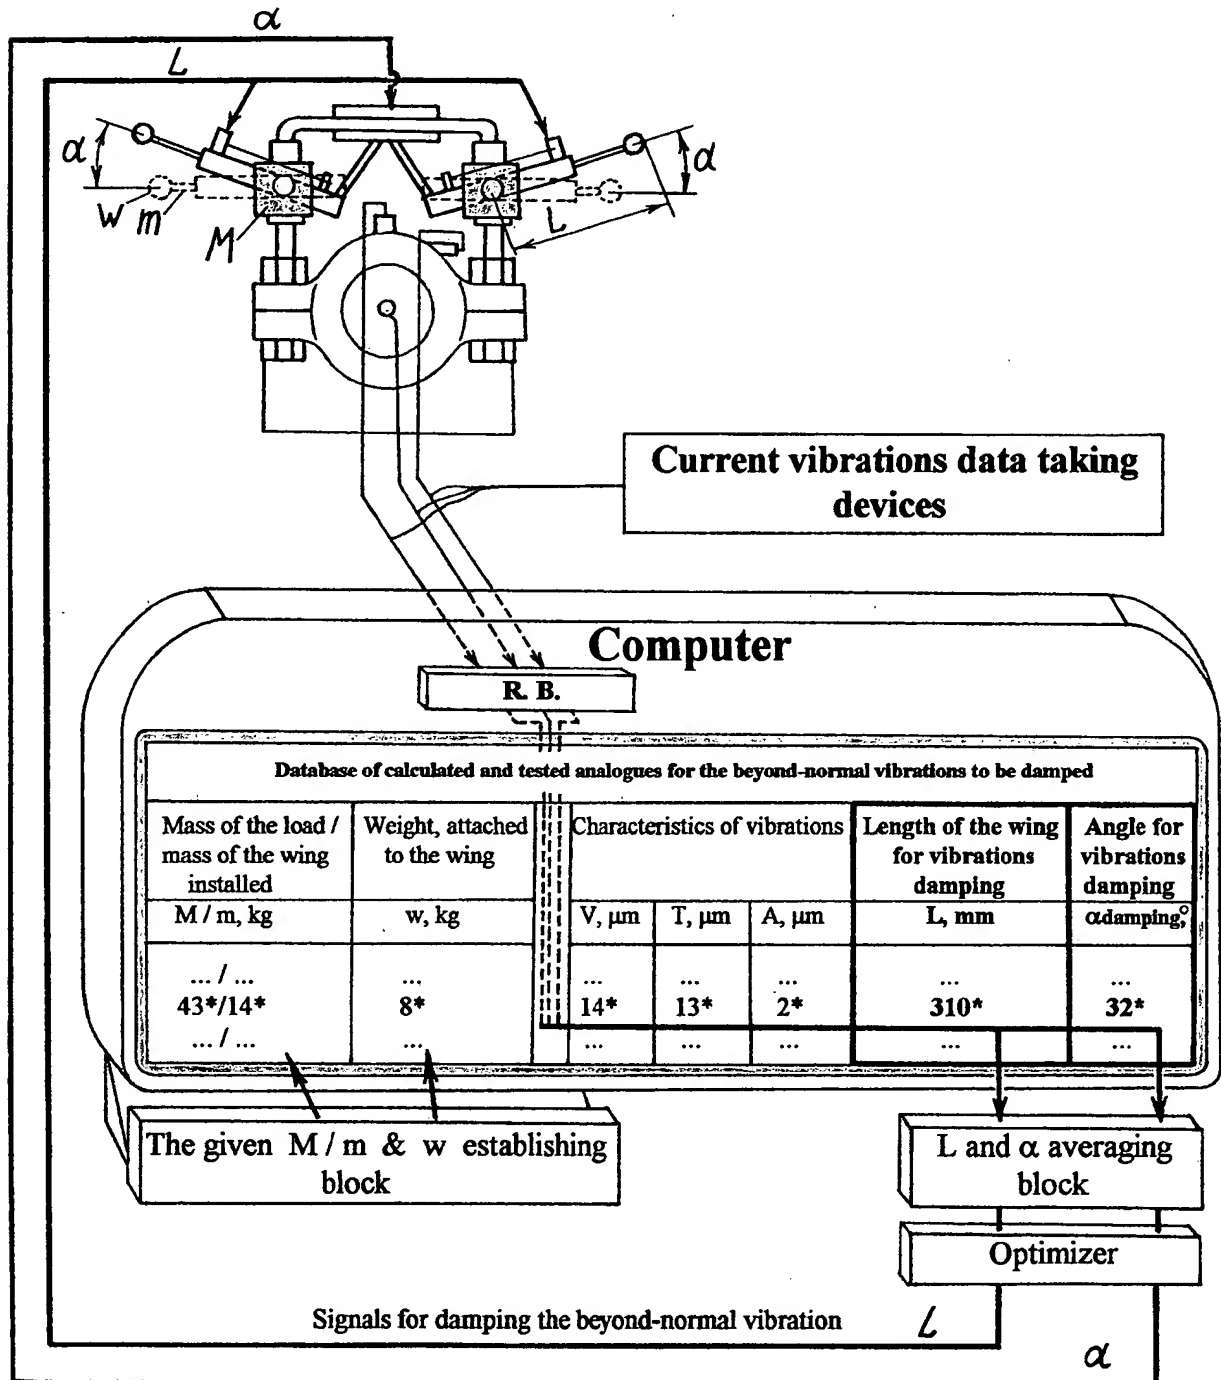 α
L
α
α
W
m
M
L
Current vibrations data taking
devices
Computer
R. B.
Database of calculated and tested analogues for the beyond-normal vibrations to be damped
Mass of the load /
mass of the wing
installed
Weight, attached
to the wing
Characteristics of vibrations
Length of the wing
for vibrations
damping
Angle for
vibrations
damping
M / m, kg
w, kg
V, μm
T, μm
A, μm
L, mm
αdamping,°
... / ...
...
...
...
...
...
...
43*/14*
8*
14*
13*
2*
310*
32*
... / ...
...
...
...
...
...
...
The given M / m & w establishing
block
L and α averaging
block
Optimizer
Signals for damping the beyond-normal vibration
L
α